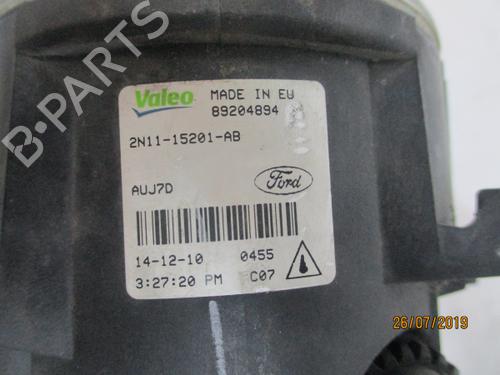 B-PARTS
Valeo MADE IN EU
89204894
2N11-15201-AB
AUJ7D
Ford
14-12-10 0455
3:27:20 PM C07
26/07/2019